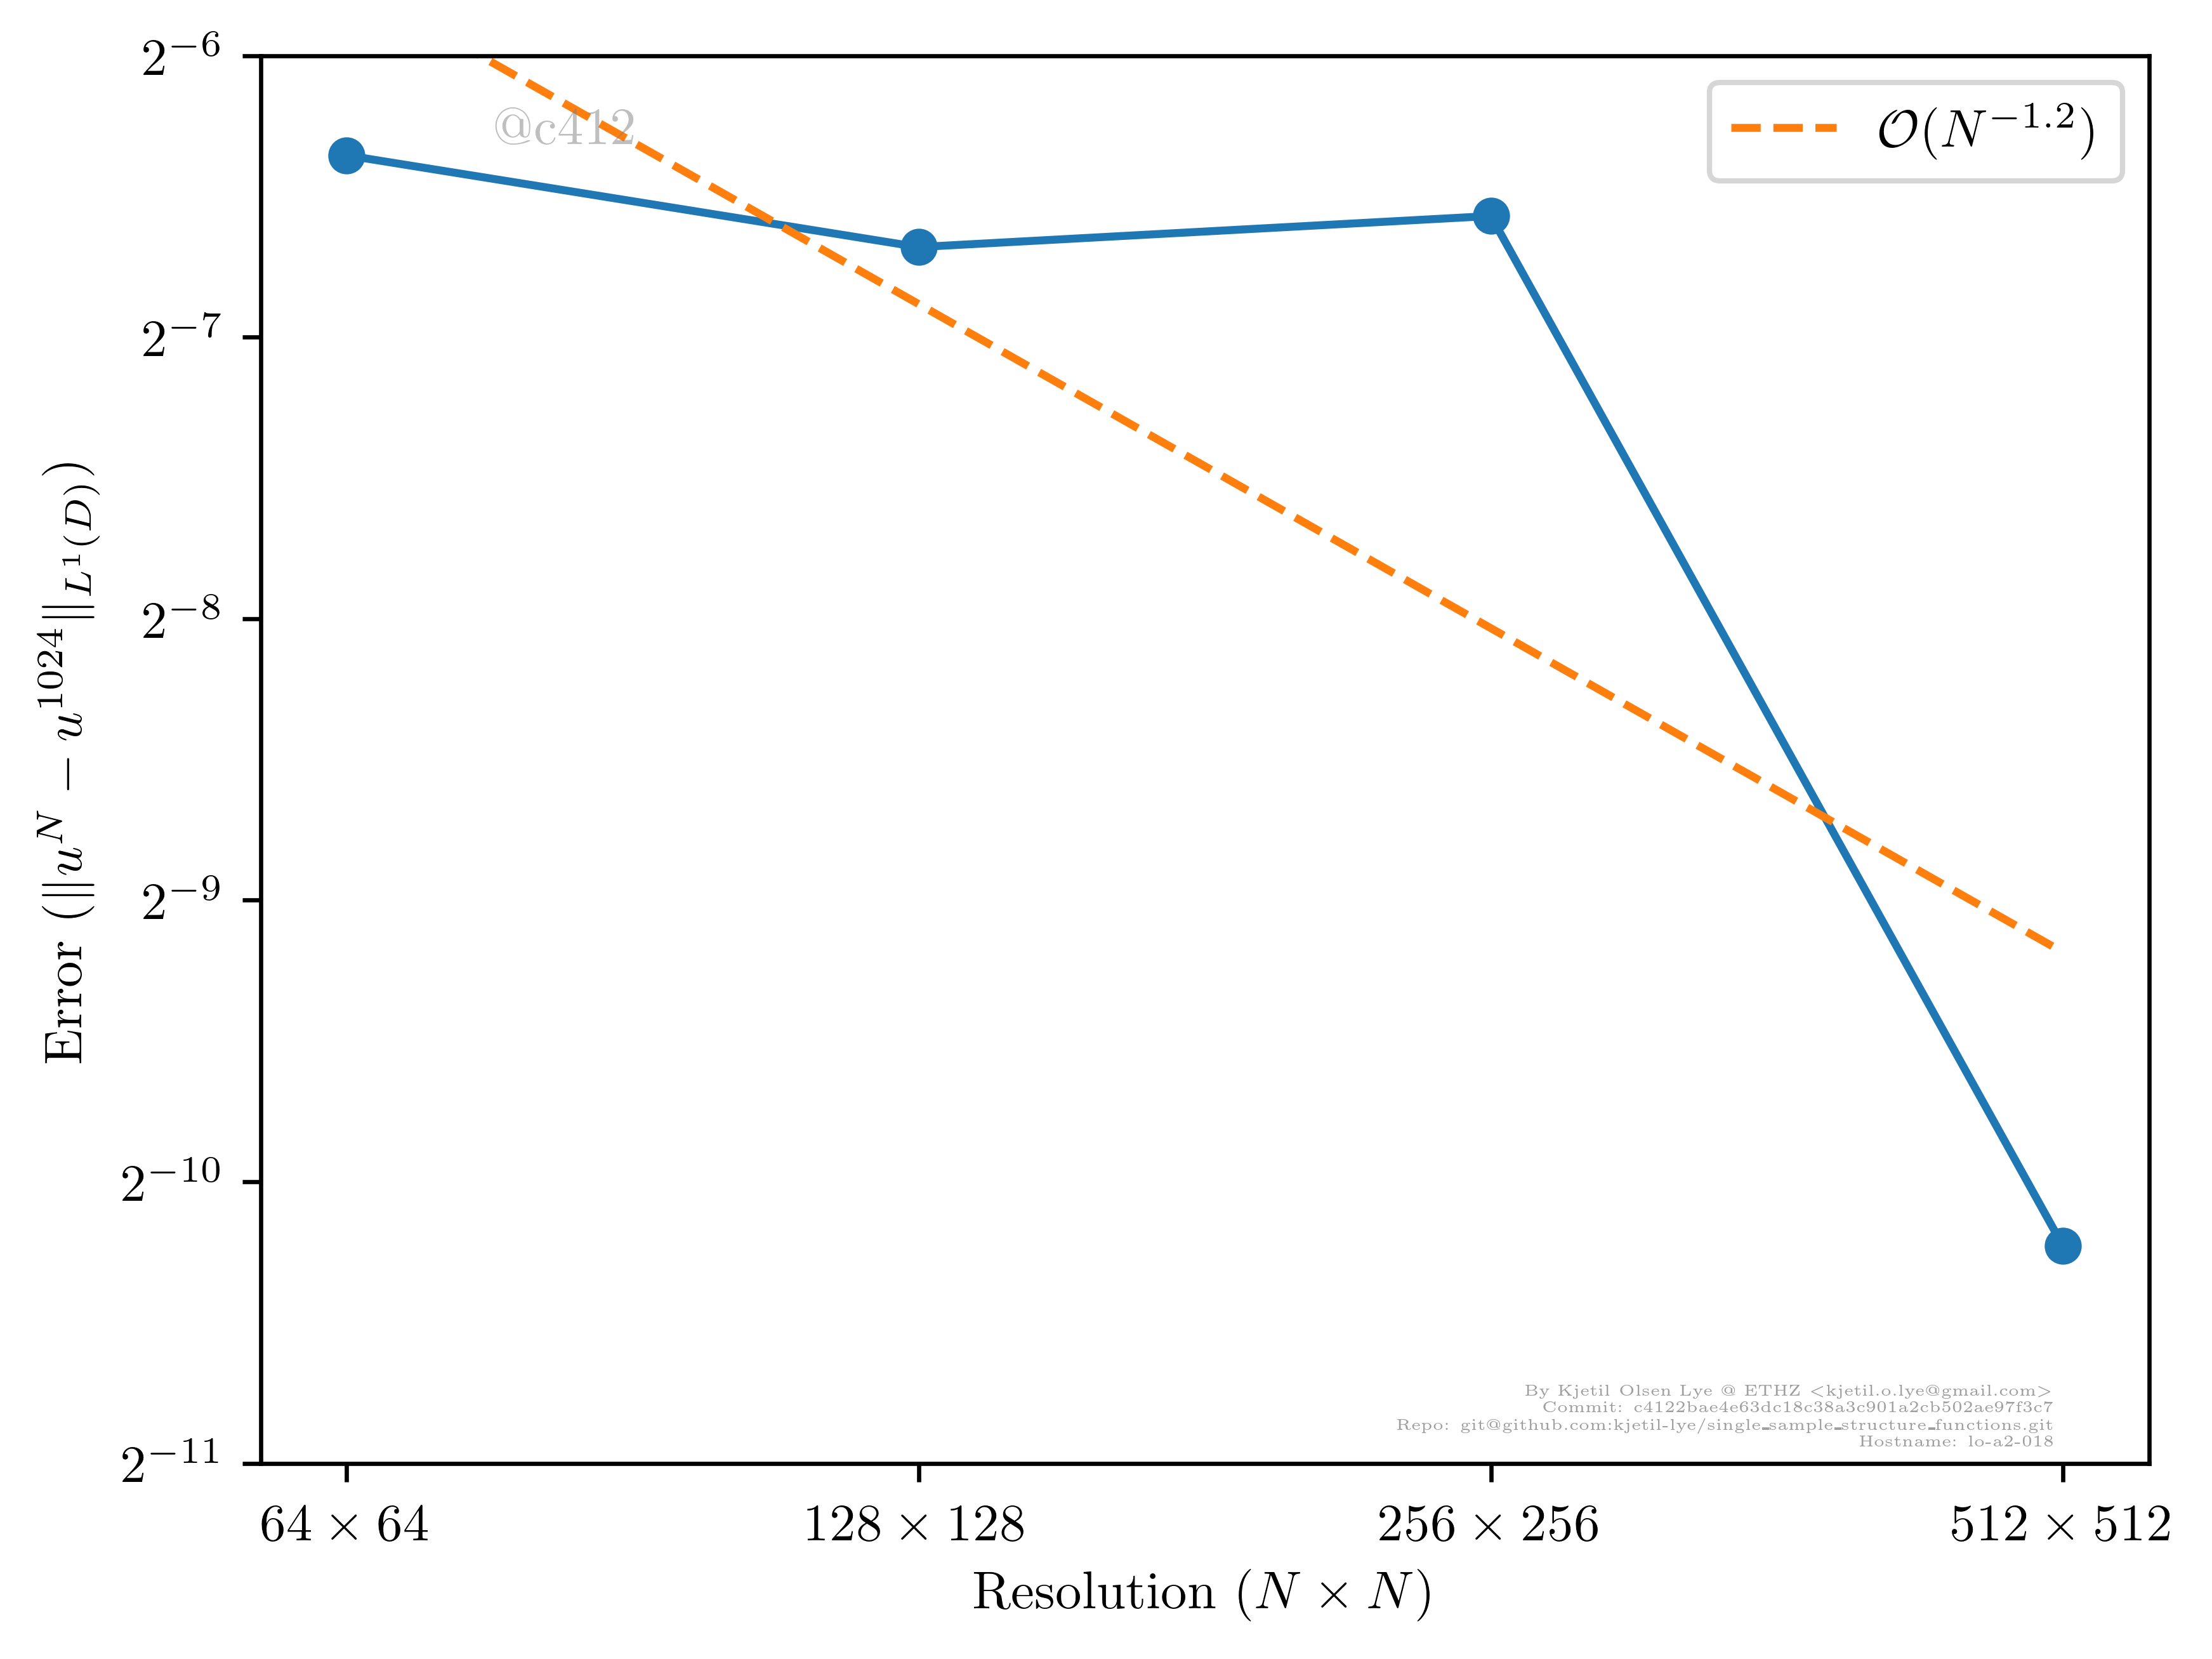 2^{-6}
@c412
O(N^{-1.2})
2^{-7}
2^{-8}
2^{-9}
2^{-10}
2^{-11}
Error (||u^N − u^{1024}||_{L^1(D)})
By Kjetil Olsen Lye @ ETHZ <kjetil.o.lye@gmail.com>
Commit: c4122bae4e63dc18c38a3c901a2cb502ae97f3c7
Repo: git@github.com:kjetil-lye/single_sample_structure_functions.git
Hostname: lo-a2-018
64 × 64 128 × 128 256 × 256 512 × 512
Resolution (N × N)